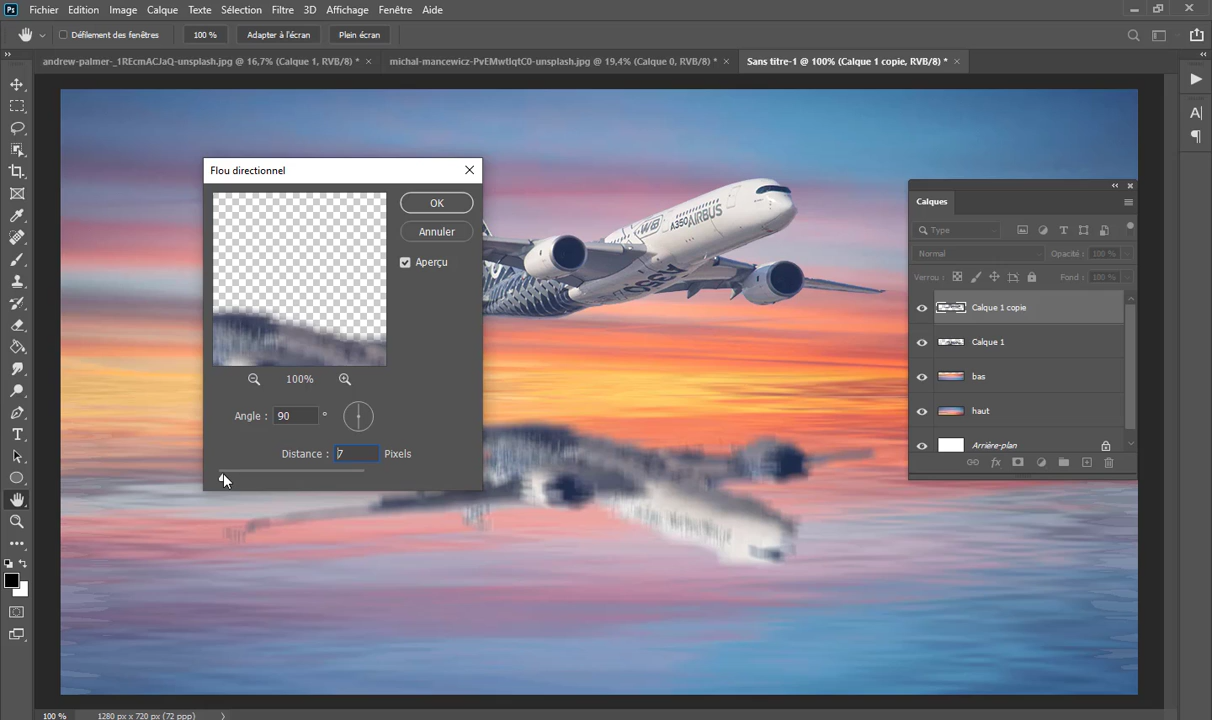 Ps Fichier Edition Image Calque Texte Sélection Filtre 3D Affichage Fenêtre Aide
Défilement des fenêtres 100 % Adapter à l'écran Plein écran
andrew-palmer-_1REcmACJaQ-unsplash.jpg @ 16,7% (Calque 1, RVB/8) * ×
michal-mancewicz-PvEMwtIqtC0-unsplash.jpg @ 19,4% (Calque 0, RVB/8) * ×
Sans titre-1 @ 100% (Calque 1 copie, RVB/8) * ×
Flou directionnel
OK
Annuler
Aperçu
100%
Angle : 90 °
Distance : 7 Pixels
A350 AIRBUS
A350
Calques
Type
Normal Opacité : 100 %
Verrou : Fond : 100 %
Calque 1 copie
Calque 1
bas
haut
Arrière-plan
fx
100 % 1280 px x 720 px (72 ppp)